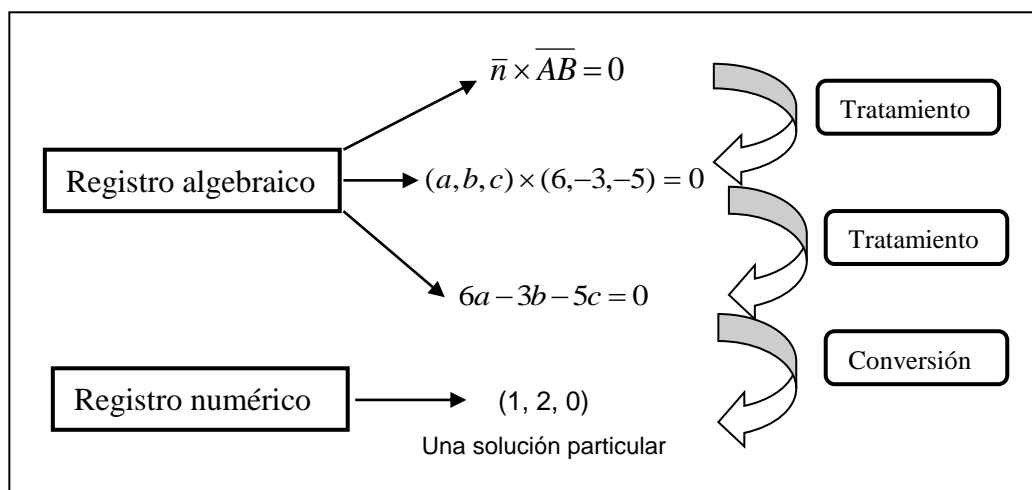 n̄ × A̅B̅ = 0
Tratamiento
Registro algebraico
(a,b,c)×(6,−3,−5) = 0
Tratamiento
6a−3b−5c = 0
Conversión
Registro numérico
(1, 2, 0)
Una solución particular